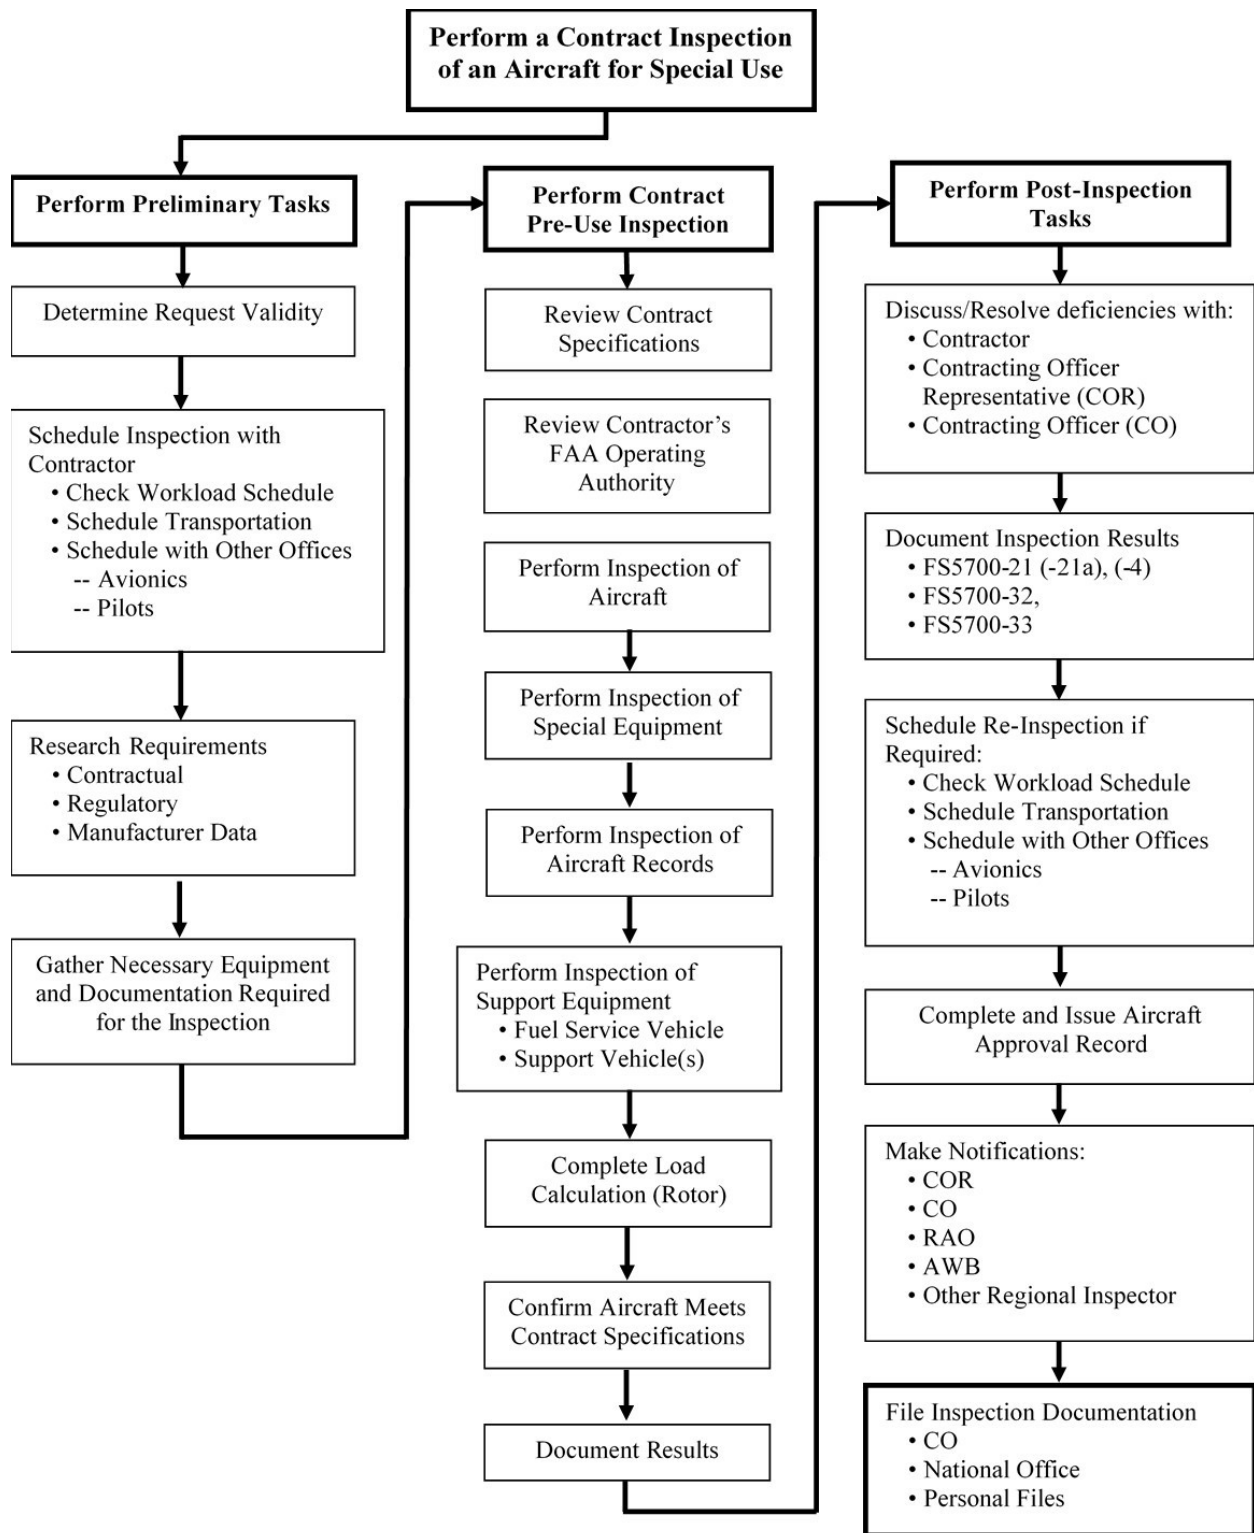 Perform a Contract Inspection
of an Aircraft for Special Use
Perform Preliminary Tasks
Determine Request Validity
Schedule Inspection with
Contractor
• Check Workload Schedule
• Schedule Transportation
• Schedule with Other Offices
-- Avionics
-- Pilots
Research Requirements
• Contractual
• Regulatory
• Manufacturer Data
Gather Necessary Equipment
and Documentation Required
for the Inspection
Perform Contract
Pre-Use Inspection
Review Contract
Specifications
Review Contractor’s
FAA Operating
Authority
Perform Inspection of
Aircraft
Perform Inspection of
Special Equipment
Perform Inspection of
Aircraft Records
Perform Inspection of
Support Equipment
• Fuel Service Vehicle
• Support Vehicle(s)
Complete Load
Calculation (Rotor)
Confirm Aircraft Meets
Contract Specifications
Document Results
Perform Post-Inspection
Tasks
Discuss/Resolve deficiencies with:
• Contractor
• Contracting Officer
Representative (COR)
• Contracting Officer (CO)
Document Inspection Results
• FS5700-21 (-21a), (-4)
• FS5700-32,
• FS5700-33
Schedule Re-Inspection if
Required:
• Check Workload Schedule
• Schedule Transportation
• Schedule with Other Offices
-- Avionics
-- Pilots
Complete and Issue Aircraft
Approval Record
Make Notifications:
• COR
• CO
• RAO
• AWB
• Other Regional Inspector
File Inspection Documentation
• CO
• National Office
• Personal Files